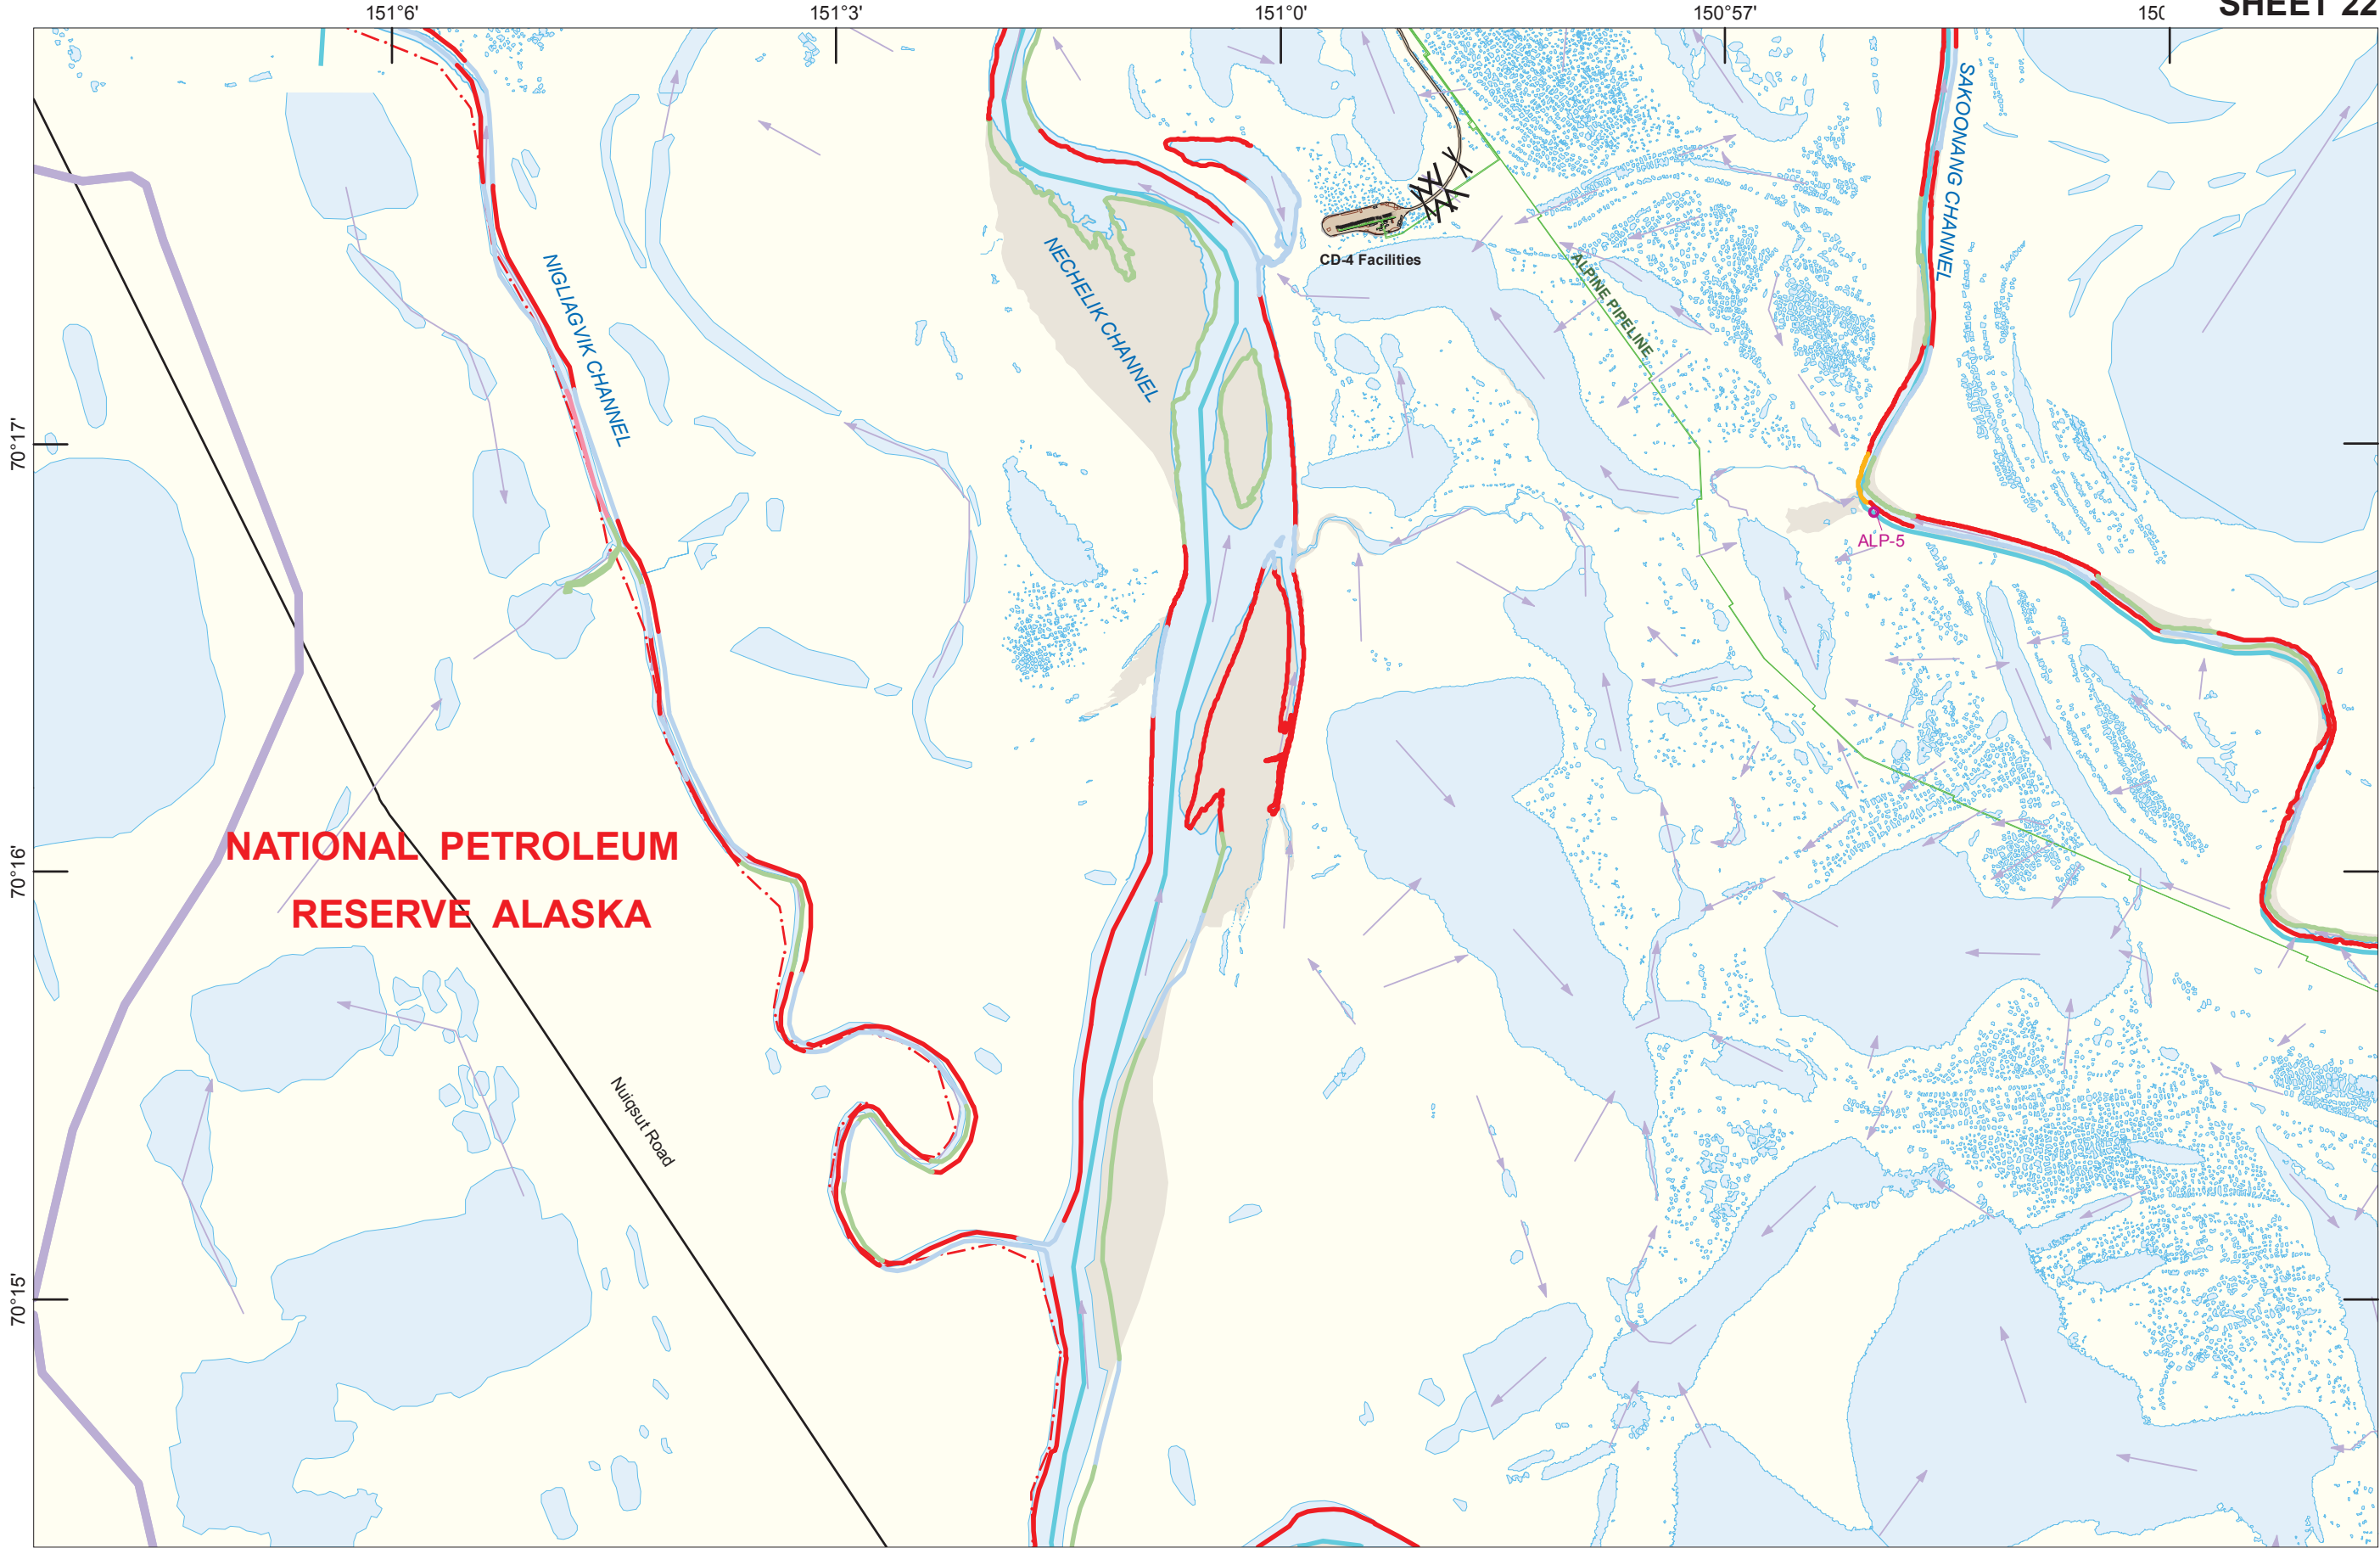 SHEET 22
151°6'
151°3'
151°0'
150°57'
SAKOONANG CHANNEL
NIGLIAGVIK CHANNEL
NECHELIK CHANNEL
CD-4 Facilities
ALPINE PIPELINE
70°17'
ALP-5
70°16'
NATIONAL PETROLEUM
RESERVE ALASKA
Nuiqsut Road
70°15'